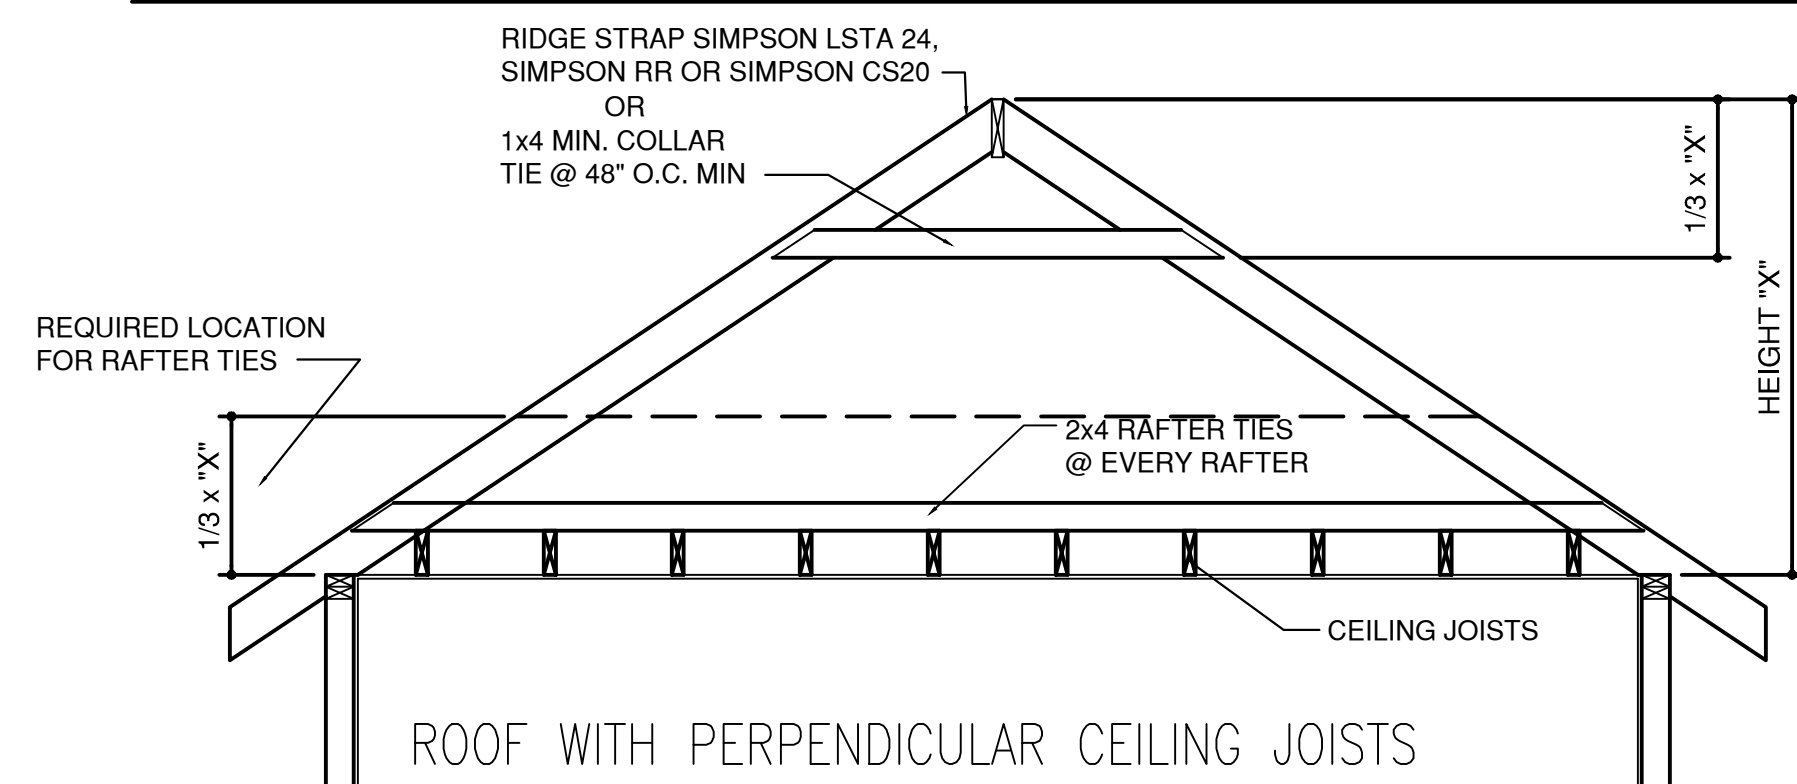 RIDGE STRAP SIMPSON LSTA 24,
SIMPSON RR OR SIMPSON CS20
OR
1x4 MIN. COLLAR
TIE @ 48" O.C. MIN
1/3 x "X"
HEIGHT "X"
REQUIRED LOCATION
FOR RAFTER TIES
1/3 x "X"
2x4 RAFTER TIES
@ EVERY RAFTER
CEILING JOISTS
ROOF WITH PERPENDICULAR CEILING JOISTS